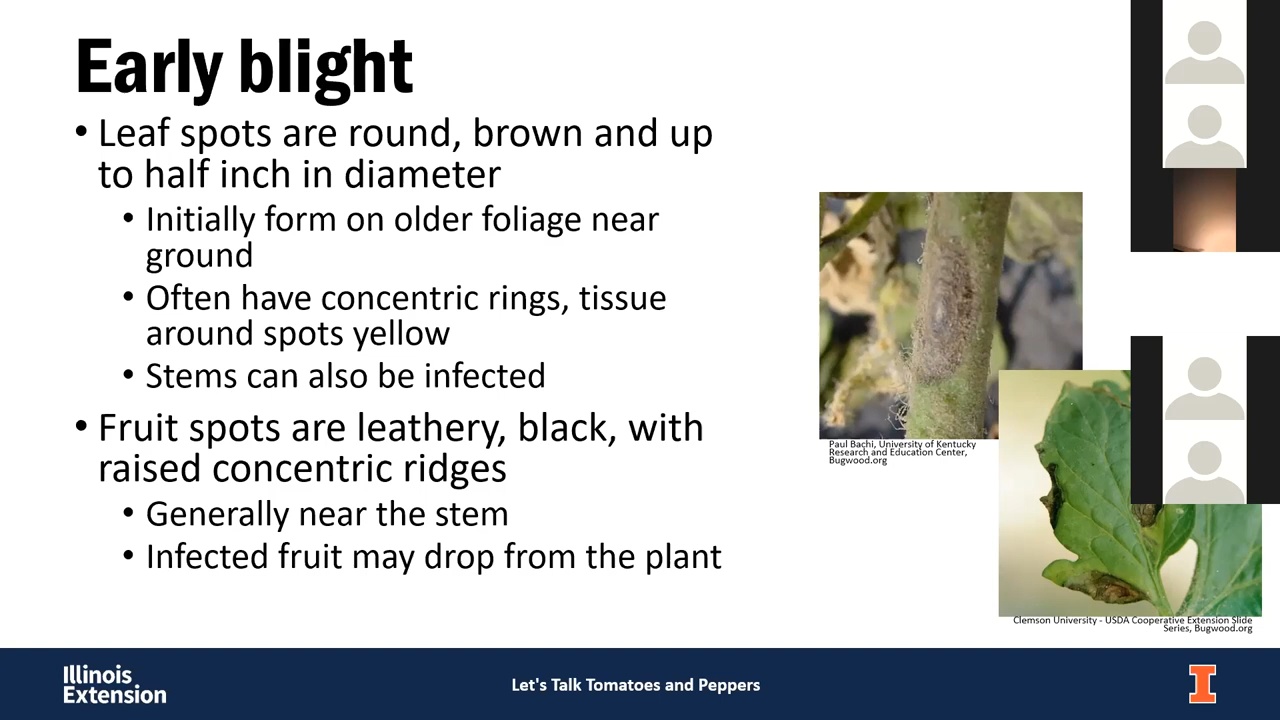 Early blight
• Leaf spots are round, brown and up
to half inch in diameter
• Initially form on older foliage near
ground
• Often have concentric rings, tissue
around spots yellow
• Stems can also be infected
• Fruit spots are leathery, black, with
raised concentric ridges
• Generally near the stem
• Infected fruit may drop from the plant
Paul Bachi, University of Kentucky
Research and Education Center,
Bugwood.org
Clemson University - USDA Cooperative Extension Slide
Series, Bugwood.org
Illinois
Extension
Let's Talk Tomatoes and Peppers
I